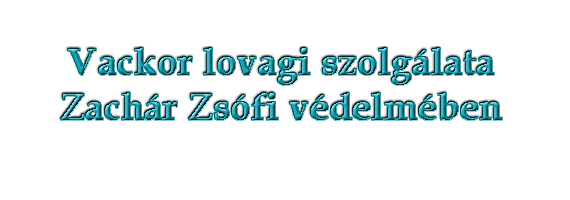 Vackor lovagi szolgálata
Zachár Zsófi védelmében